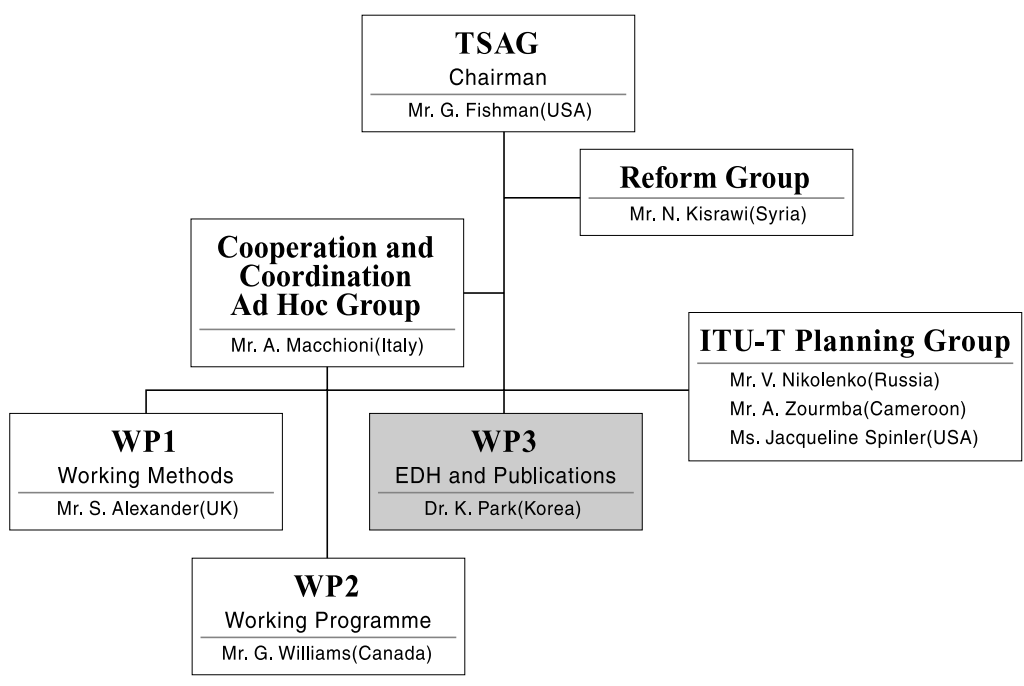 TSAG
Chairman
Mr. G. Fishman(USA)
Reform Group
Mr. N. Kisrawi(Syria)
Cooperation and
Coordination
Ad Hoc Group
Mr. A. Macchioni(Italy)
ITU-T Planning Group
Mr. V. Nikolenko(Russia)
Mr. A. Zourmba(Cameroon)
Ms. Jacqueline Spinler(USA)
WP1
Working Methods
Mr. S. Alexander(UK)
WP3
EDH and Publications
Dr. K. Park(Korea)
WP2
Working Programme
Mr. G. Williams(Canada)